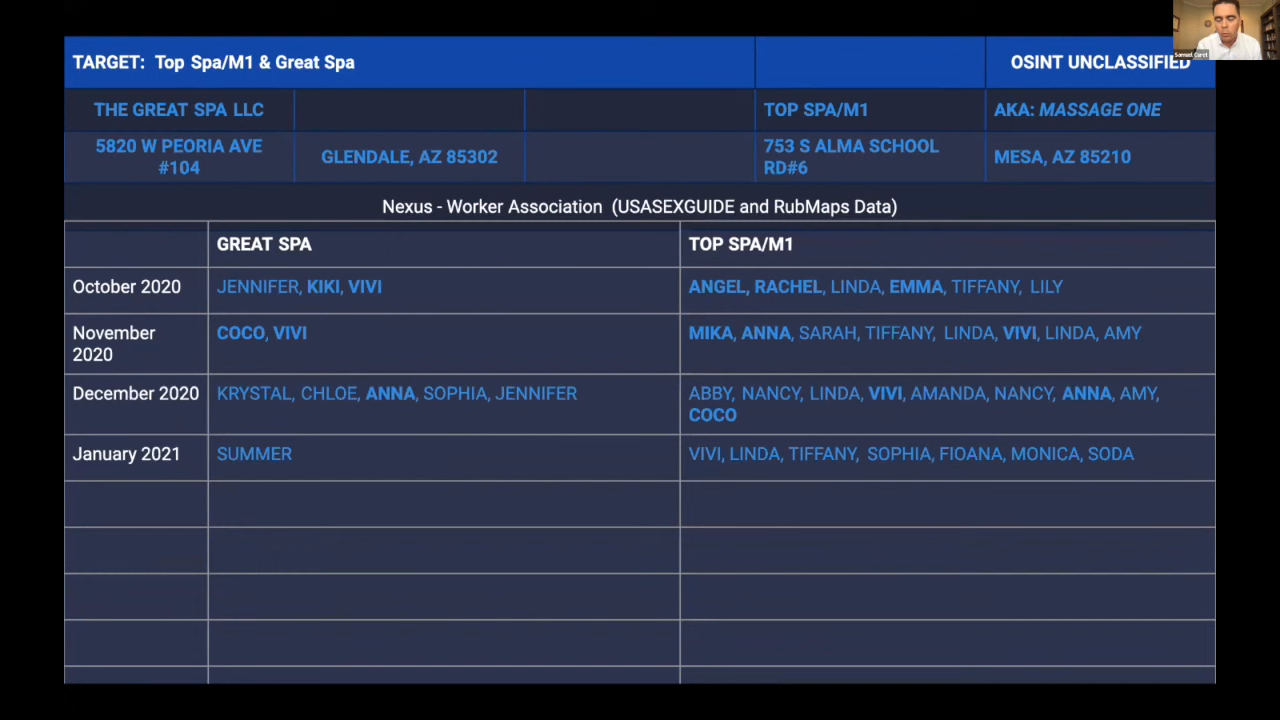 TARGET: Top Spa/M1 & Great Spa
OSINT UNCLASSIFIED
Samuel Caret
THE GREAT SPA LLC
TOP SPA/M1
AKA: MASSAGE ONE
5820 W PEORIA AVE
#104
GLENDALE, AZ 85302
753 S ALMA SCHOOL
RD#6
MESA, AZ 85210
Nexus - Worker Association (USASEXGUIDE and RubMaps Data)
GREAT SPA
TOP SPA/M1
October 2020
JENNIFER, KIKI, VIVI
ANGEL, RACHEL, LINDA, EMMA, TIFFANY, LILY
November
2020
COCO, VIVI
MIKA, ANNA, SARAH, TIFFANY, LINDA, VIVI, LINDA, AMY
December 2020
KRYSTAL, CHLOE, ANNA, SOPHIA, JENNIFER
ABBY, NANCY, LINDA, VIVI, AMANDA, NANCY, ANNA, AMY,
COCO
January 2021
SUMMER
VIVI, LINDA, TIFFANY, SOPHIA, FIOANA, MONICA, SODA